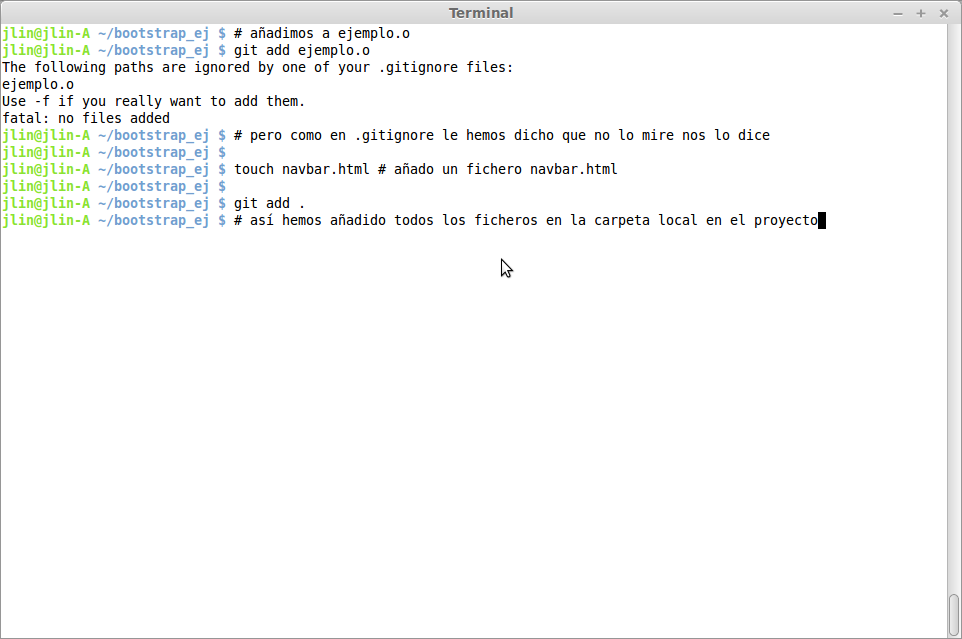 Terminal
jlin@jlin-A ~/bootstrap_ej $ # añadimos a ejemplo.o
jlin@jlin-A ~/bootstrap_ej $ git add ejemplo.o
The following paths are ignored by one of your .gitignore files:
ejemplo.o
Use -f if you really want to add them.
fatal: no files added
jlin@jlin-A ~/bootstrap_ej $ # pero como en .gitignore le hemos dicho que no lo mire nos lo dice
jlin@jlin-A ~/bootstrap_ej $
jlin@jlin-A ~/bootstrap_ej $ touch navbar.html # añado un fichero navbar.html
jlin@jlin-A ~/bootstrap_ej $
jlin@jlin-A ~/bootstrap_ej $ git add .
jlin@jlin-A ~/bootstrap_ej $ # así hemos añadido todos los ficheros en la carpeta local en el proyecto